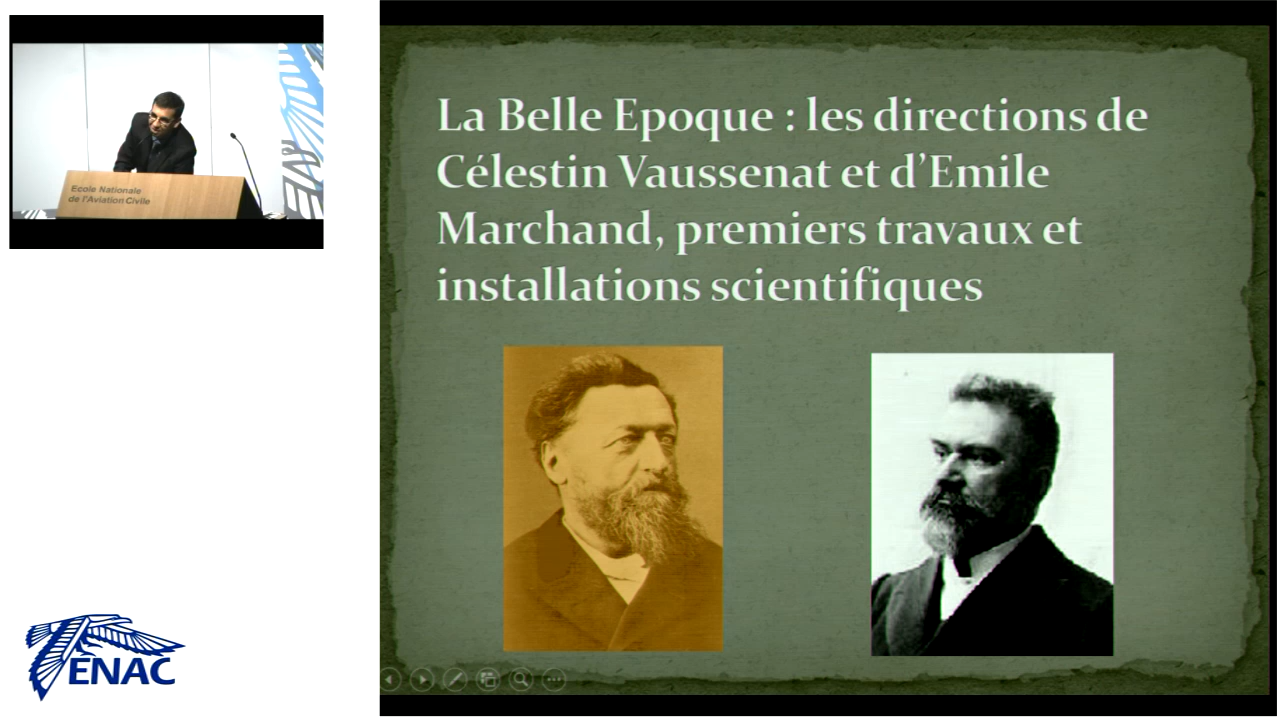 Ecole Nationale
de l'Aviation Civile
La Belle Epoque : les directions de
Célestin Vaussenat et d'Emile
Marchand, premiers travaux et
installations scientifiques
ENAC